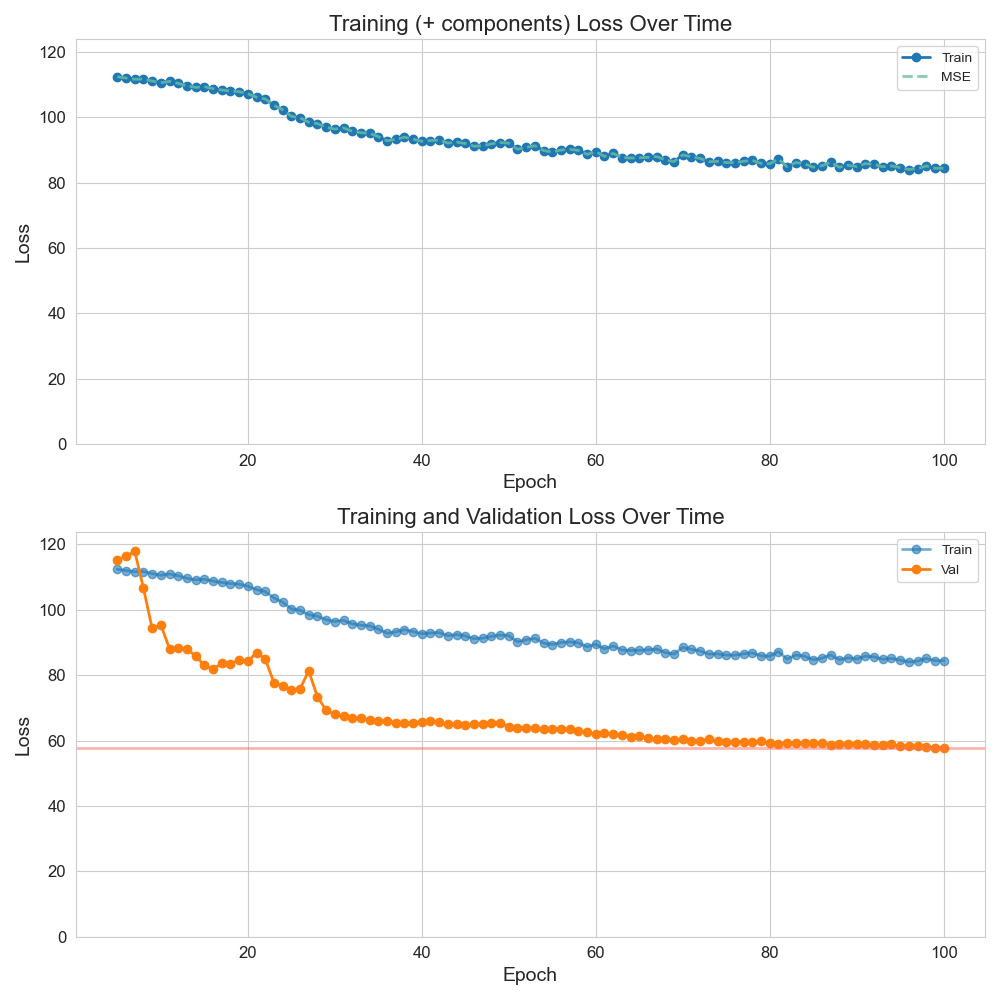 Training (+ components) Loss Over Time
120
100
80
60
40
20
0
Loss
Train
MSE
20 40 60 80 100
Epoch
Training and Validation Loss Over Time
120
100
80
60
40
20
0
Loss
Train
Val
20 40 60 80 100
Epoch